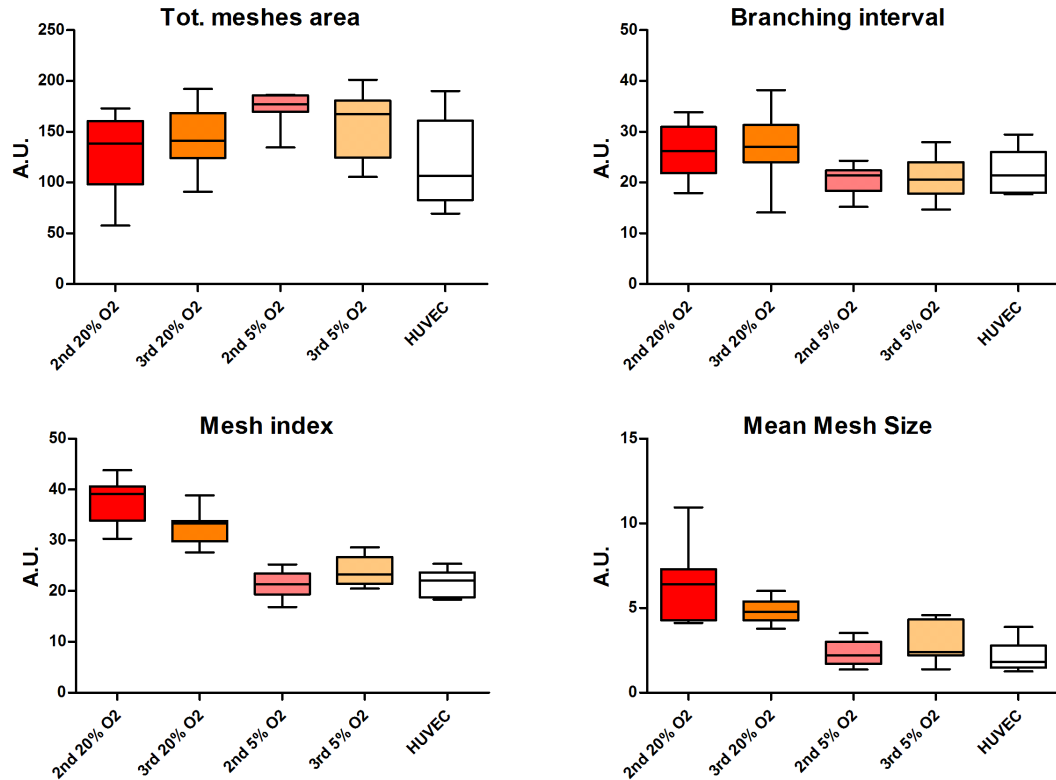 Tot. meshes area
A.U.
250
200
150
100
50
0
2nd 20% O2
3rd 20% O2
2nd 5% O2
3rd 5% O2
HUVEC
Branching interval
A.U.
50
40
30
20
10
0
2nd 20% O2
3rd 20% O2
2nd 5% O2
3rd 5% O2
HUVEC
Mesh index
A.U.
50
40
30
20
10
0
2nd 20% O2
3rd 20% O2
2nd 5% O2
3rd 5% O2
HUVEC
Mean Mesh Size
A.U.
15
10
5
0
2nd 20% O2
3rd 20% O2
2nd 5% O2
3rd 5% O2
HUVEC